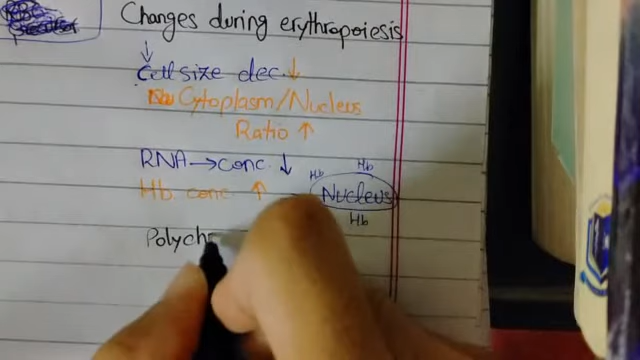 Changes during erythropoiesis
↓
Cell size dec. ↓
Cytoplasm/Nucleus
Ratio ↑
RNA → conc. ↓
Hb Hb
Hb. conc. ↑ Nucleus
Hb
Polych